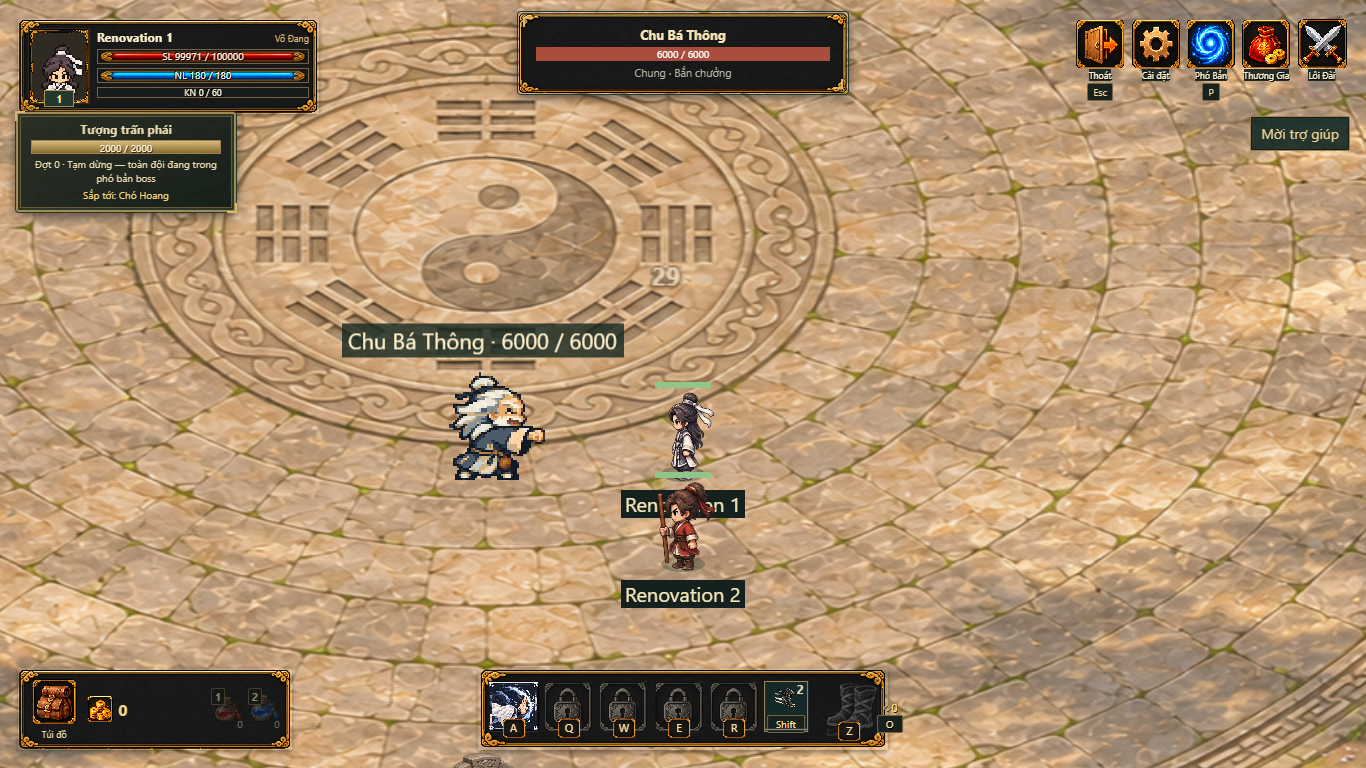 Renovation 1
Võ Đang
SL 99971 / 100000
NL 180 / 180
KN 0 / 60
1
Tượng trấn phái
2000 / 2000
Đợt 0 · Tạm dừng — toàn đội đang trong
phó bản boss
Sắp tới: Chó Hoang
Chu Bá Thông
6000 / 6000
Chung · Bắn chưởng
Thoát
Cài đặt
Phó Bản
Thương Gia
Lôi Đài
Esc
P
Mời trợ giúp
29
Chu Bá Thông · 6000 / 6000
Renovation 2
Túi đồ
0
1
0
2
0
A
Q
W
E
R
2
Shift
Z
0
O